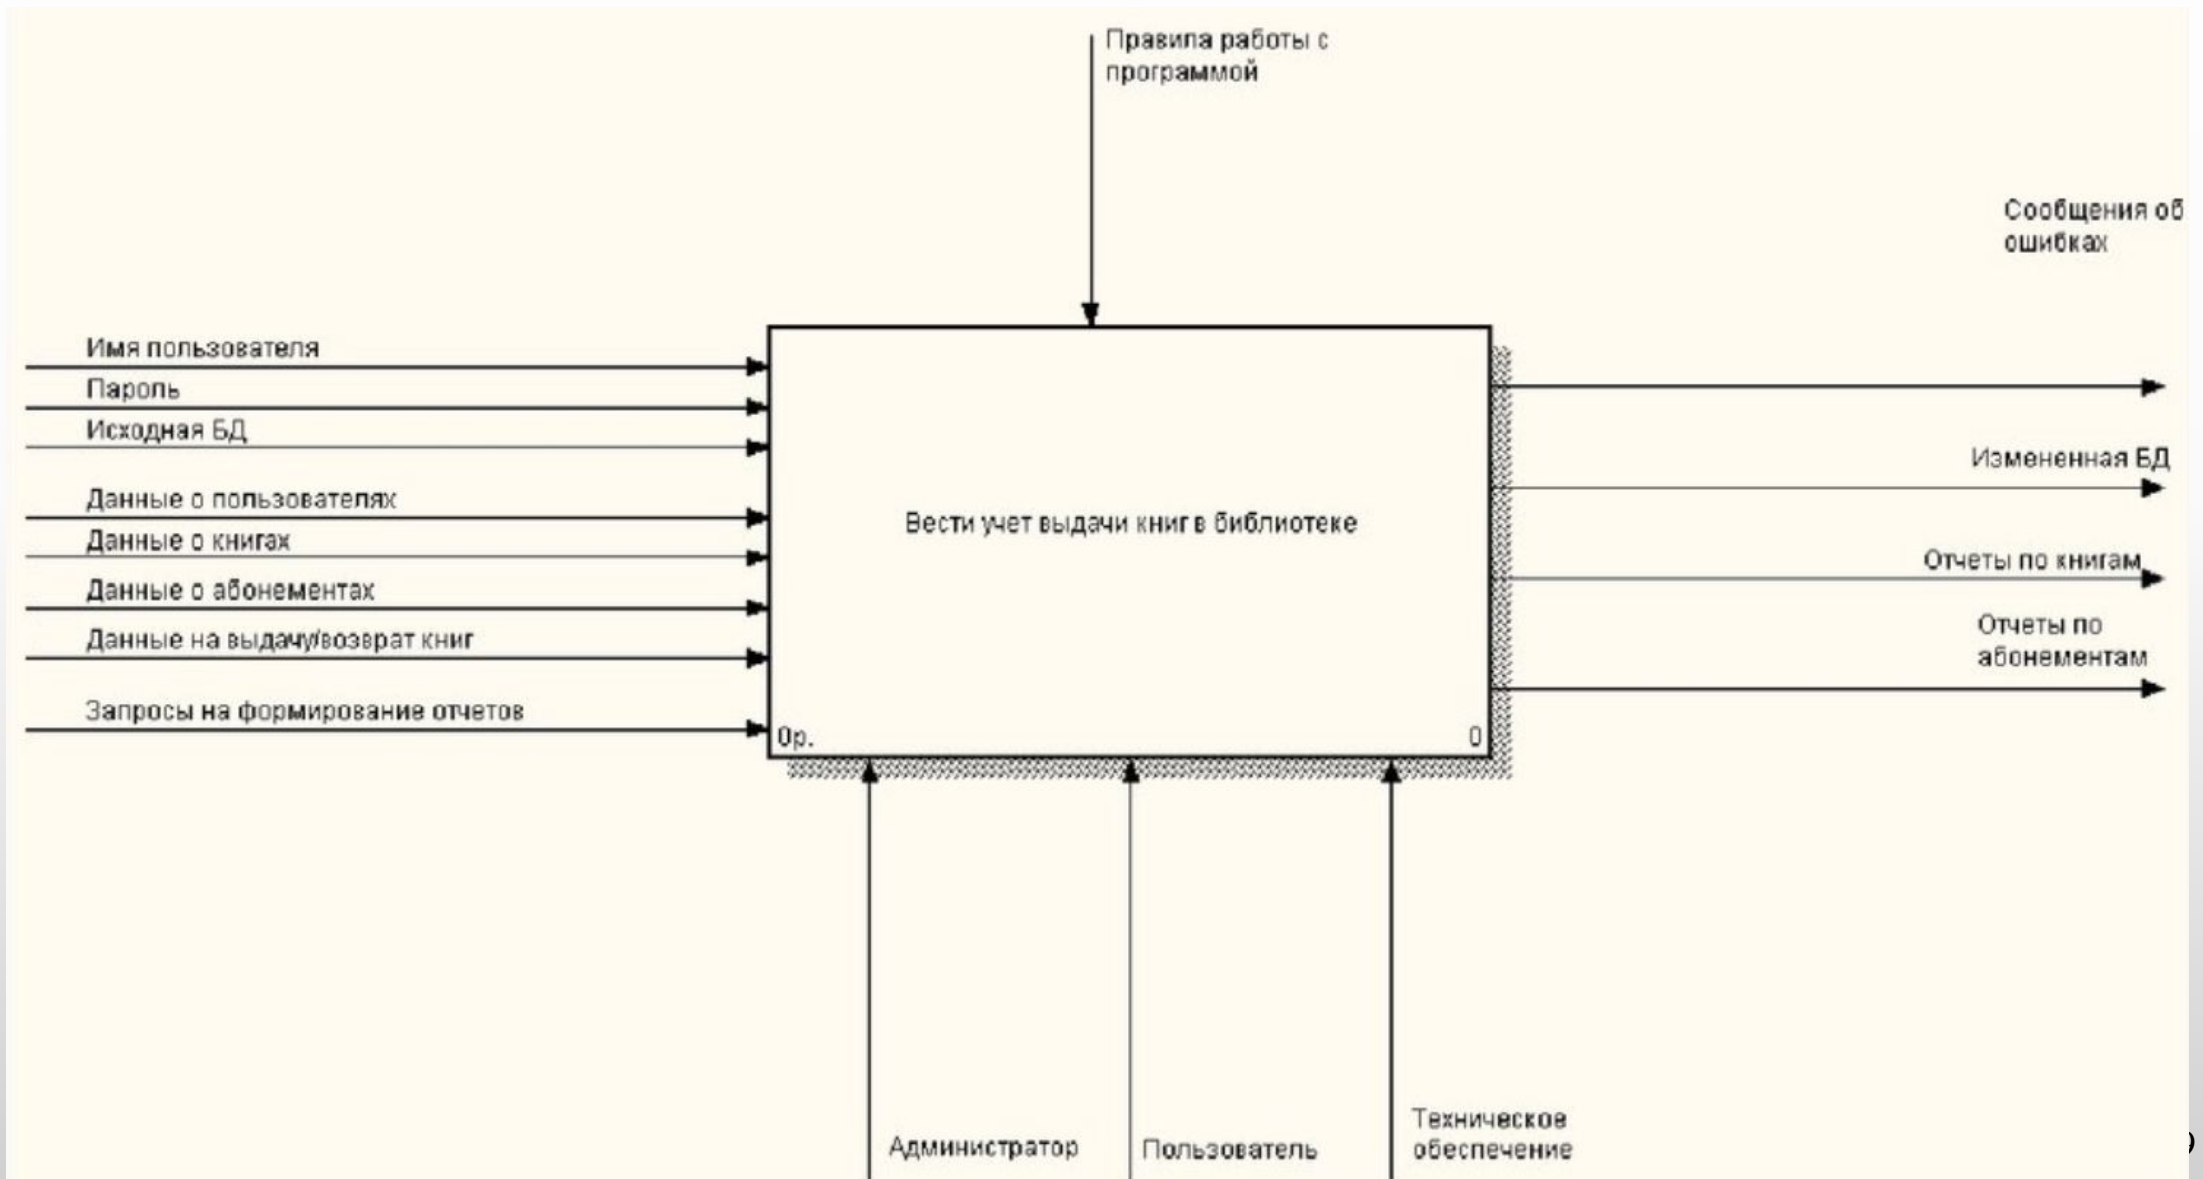 Правила работы с
программой
Сообщения об
ошибках
Имя пользователя
Пароль
Исходная БД
Измененная БД
Данные о пользователях
Вести учет выдачи книг в библиотеке
Данные о книгах
Отчеты по книгам
Данные о абонементах
Отчеты по
абонементам
Данные на выдачу/возврат книг
Запросы на формирование отчетов
0р.
0
Администратор
Пользователь
Техническое
обеспечение